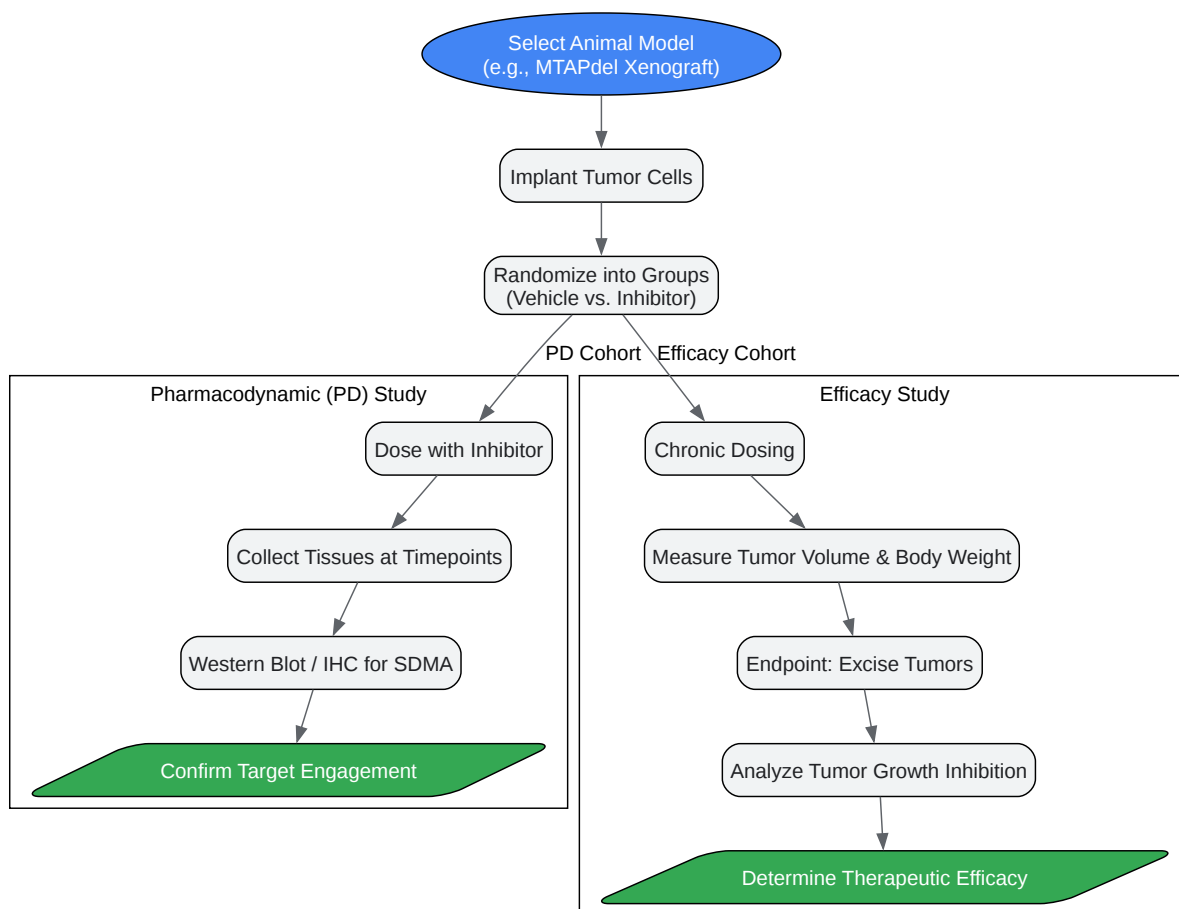 Select Animal Model
(e.g., MTAPdel Xenograft)
Implant Tumor Cells
Randomize into Groups
(Vehicle vs. Inhibitor)
PD Cohort
Efficacy Cohort
Pharmacodynamic (PD) Study
Dose with Inhibitor
Collect Tissues at Timepoints
Western Blot / IHC for SDMA
Confirm Target Engagement
Efficacy Study
Chronic Dosing
Measure Tumor Volume & Body Weight
Endpoint: Excise Tumors
Analyze Tumor Growth Inhibition
Determine Therapeutic Efficacy